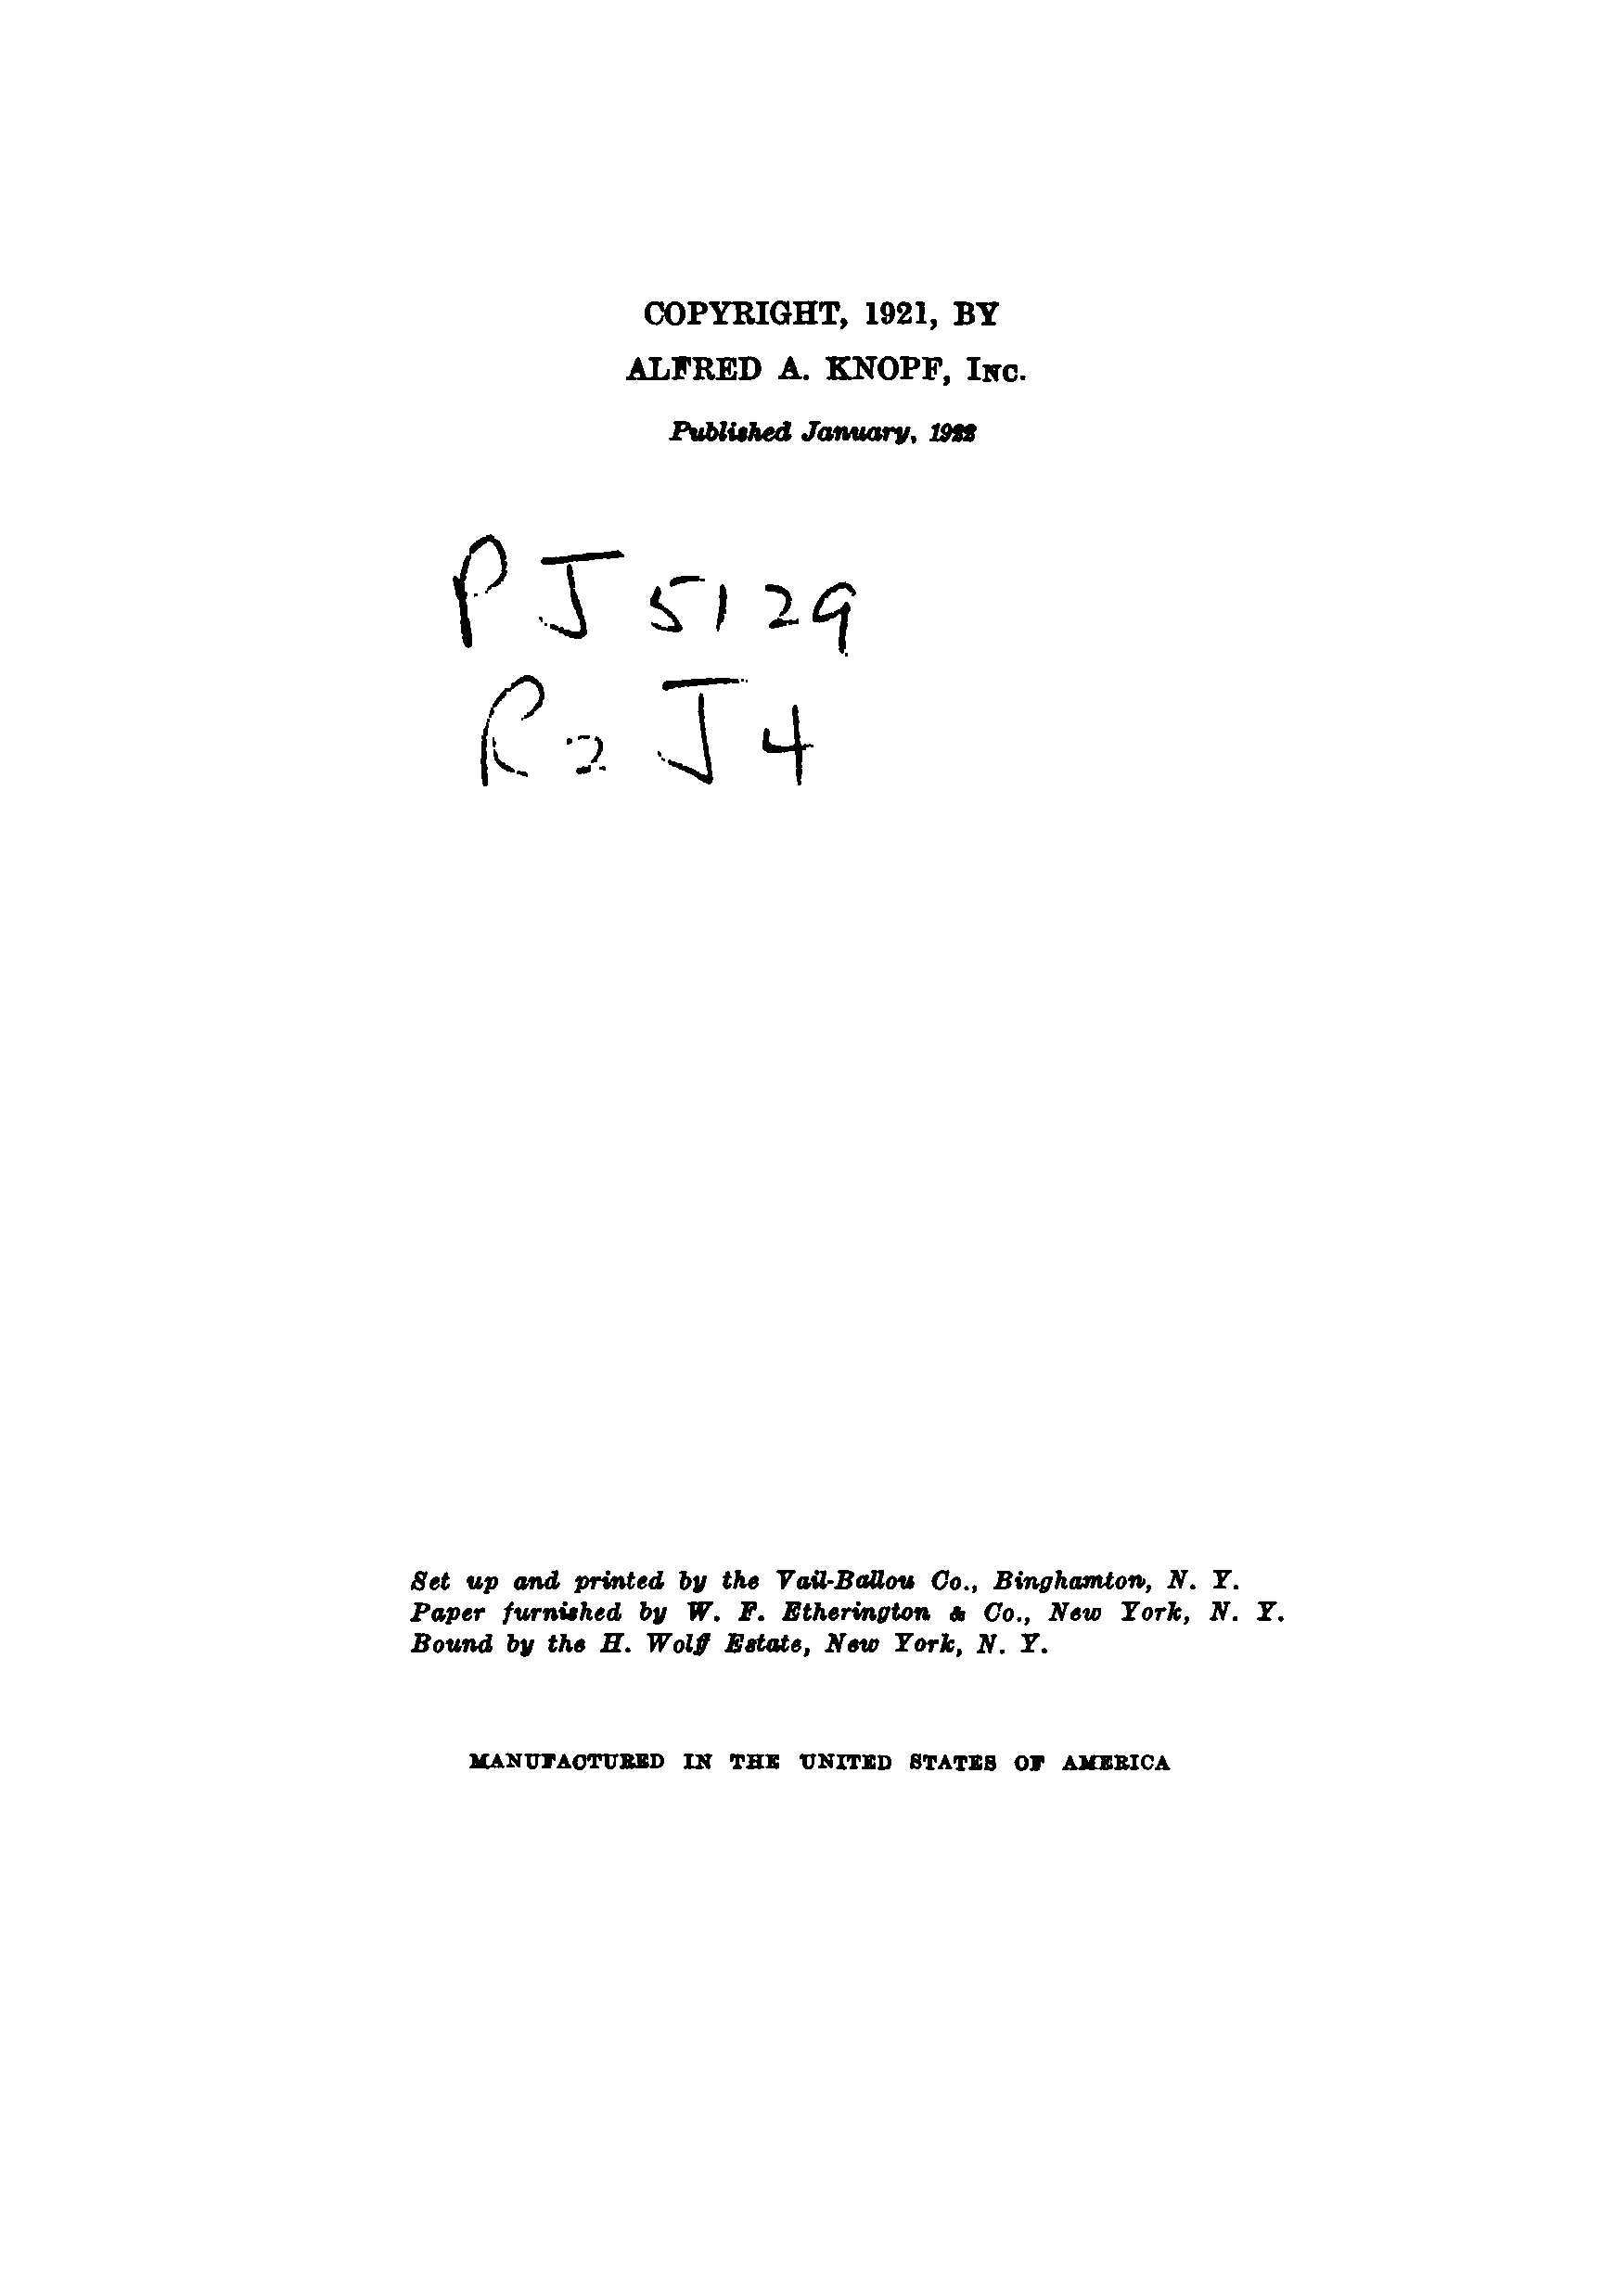 COPYRIGHT, 1921, BY
ALFRED A. KNOPF, INC.
Published January, 1922
PJ5129
R2J4
Set up and printed by the Vail-Ballou Co., Binghamton, N. Y.
Paper furnished by W. F. Etherington & Co., New York, N. Y.
Bound by the H. Wolff Estate, New York, N. Y.
MANUFACTURED IN THE UNITED STATES OF AMERICA